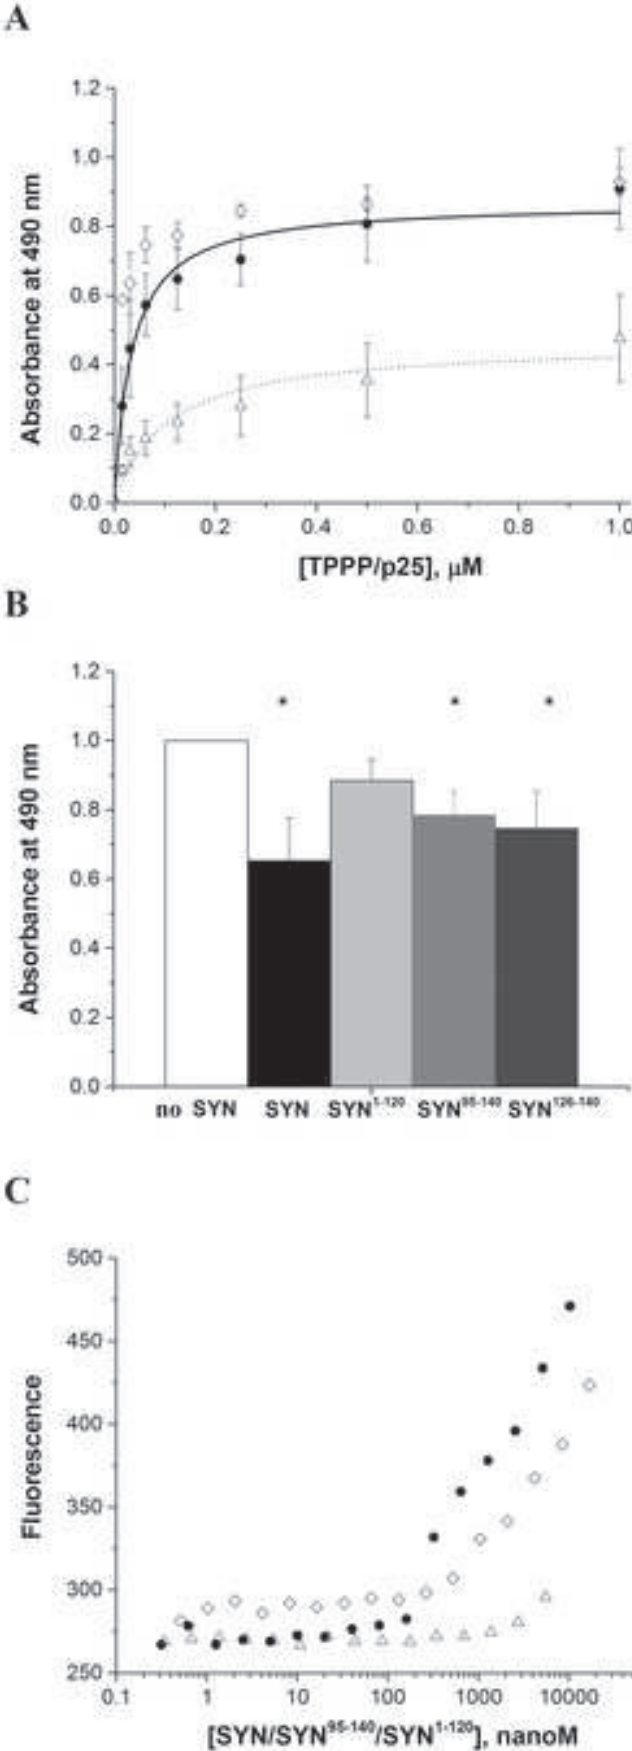 A
1.2
1.0
0.8
0.6
0.4
0.2
0.0
Absorbance at 490 nm
0.0 0.2 0.4 0.6 0.8 1.0
[TPPP/p25], μM
B
* * *
1.2
1.0
0.8
0.6
0.4
0.2
0.0
Absorbance at 490 nm
no SYN SYN SYN1-120 SYN95-140 SYN126-140
C
500
450
400
350
300
250
Fluorescence
0.1 1 10 100 1000 10000
[SYN/SYN95-140/SYN1-120], nanoM